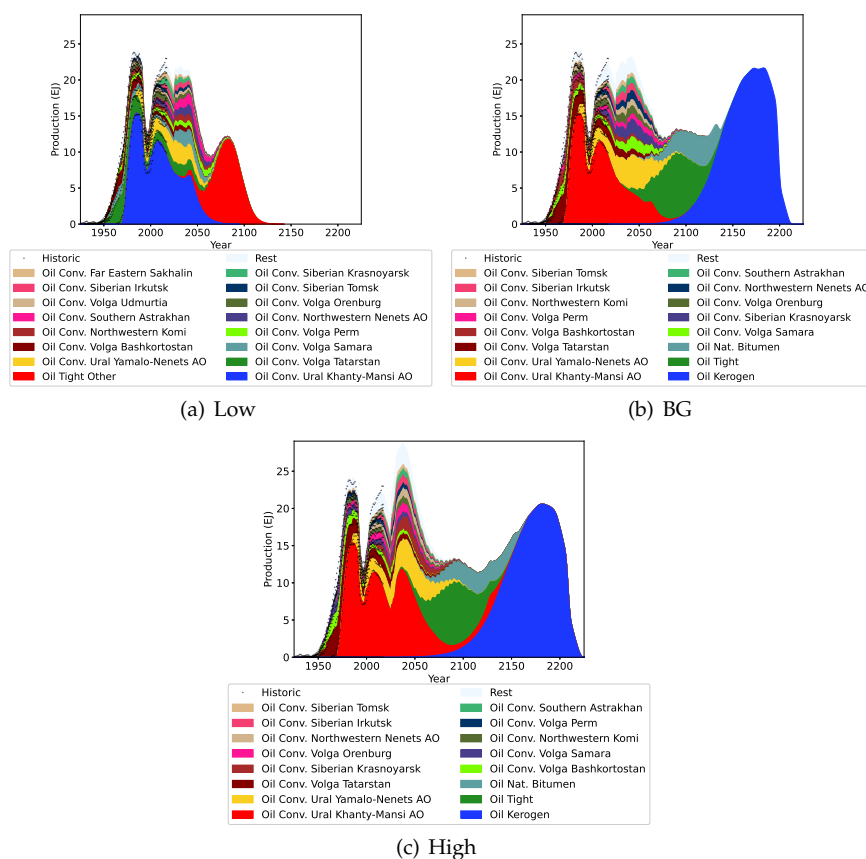 25
20
15
10
5
0
Production (EJ)
1950 2000 2050 2100 2150 2200
Year
Historic Rest
Oil Conv. Far Eastern Sakhalin Oil Conv. Siberian Krasnoyarsk
Oil Conv. Siberian Irkutsk Oil Conv. Siberian Tomsk
Oil Conv. Volga Udmurtia Oil Conv. Volga Orenburg
Oil Conv. Southern Astrakhan Oil Conv. Northwestern Nenets AO
Oil Conv. Northwestern Komi Oil Conv. Volga Perm
Oil Conv. Volga Bashkortostan Oil Conv. Volga Samara
Oil Conv. Ural Yamalo-Nenets AO Oil Conv. Volga Tatarstan
Oil Tight Other Oil Conv. Ural Khanty-Mansi AO
(a) Low
25
20
15
10
5
0
Production (EJ)
1950 2000 2050 2100 2150 2200
Year
Historic Rest
Oil Conv. Siberian Tomsk Oil Conv. Southern Astrakhan
Oil Conv. Siberian Irkutsk Oil Conv. Northwestern Nenets AO
Oil Conv. Northwestern Komi Oil Conv. Volga Orenburg
Oil Conv. Volga Perm Oil Conv. Siberian Krasnoyarsk
Oil Conv. Volga Bashkortostan Oil Conv. Volga Samara
Oil Conv. Volga Tatarstan Oil Nat. Bitumen
Oil Conv. Ural Yamalo-Nenets AO Oil Tight
Oil Conv. Ural Khanty-Mansi AO Oil Kerogen
(b) BG
25
20
15
10
5
0
Production (EJ)
1950 2000 2050 2100 2150 2200
Year
Historic Rest
Oil Conv. Siberian Tomsk Oil Conv. Southern Astrakhan
Oil Conv. Siberian Irkutsk Oil Conv. Volga Perm
Oil Conv. Northwestern Nenets AO Oil Conv. Northwestern Komi
Oil Conv. Volga Orenburg Oil Conv. Volga Samara
Oil Conv. Siberian Krasnoyarsk Oil Conv. Volga Bashkortostan
Oil Conv. Volga Tatarstan Oil Nat. Bitumen
Oil Conv. Ural Yamalo-Nenets AO Oil Tight
Oil Conv. Ural Khanty-Mansi AO Oil Kerogen
(c) High